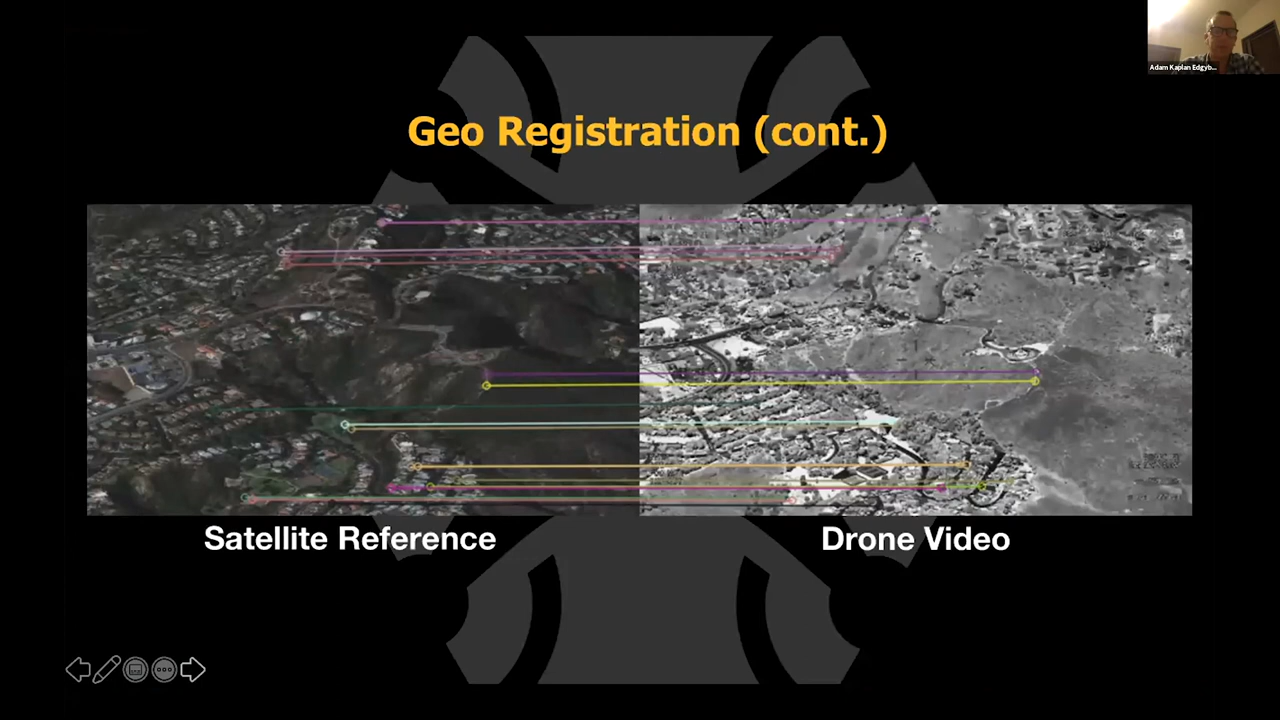 Adam Kaplan Edgyb...
Geo Registration (cont.)
Satellite Reference
Drone Video